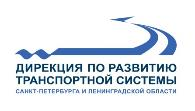 ДИРЕКЦИЯ ПО РАЗВИТИЮ
ТРАНСПОРТНОЙ СИСТЕМЫ
САНКТ-ПЕТЕРБУРГА И ЛЕНИНГРАДСКОЙ ОБЛАСТИ